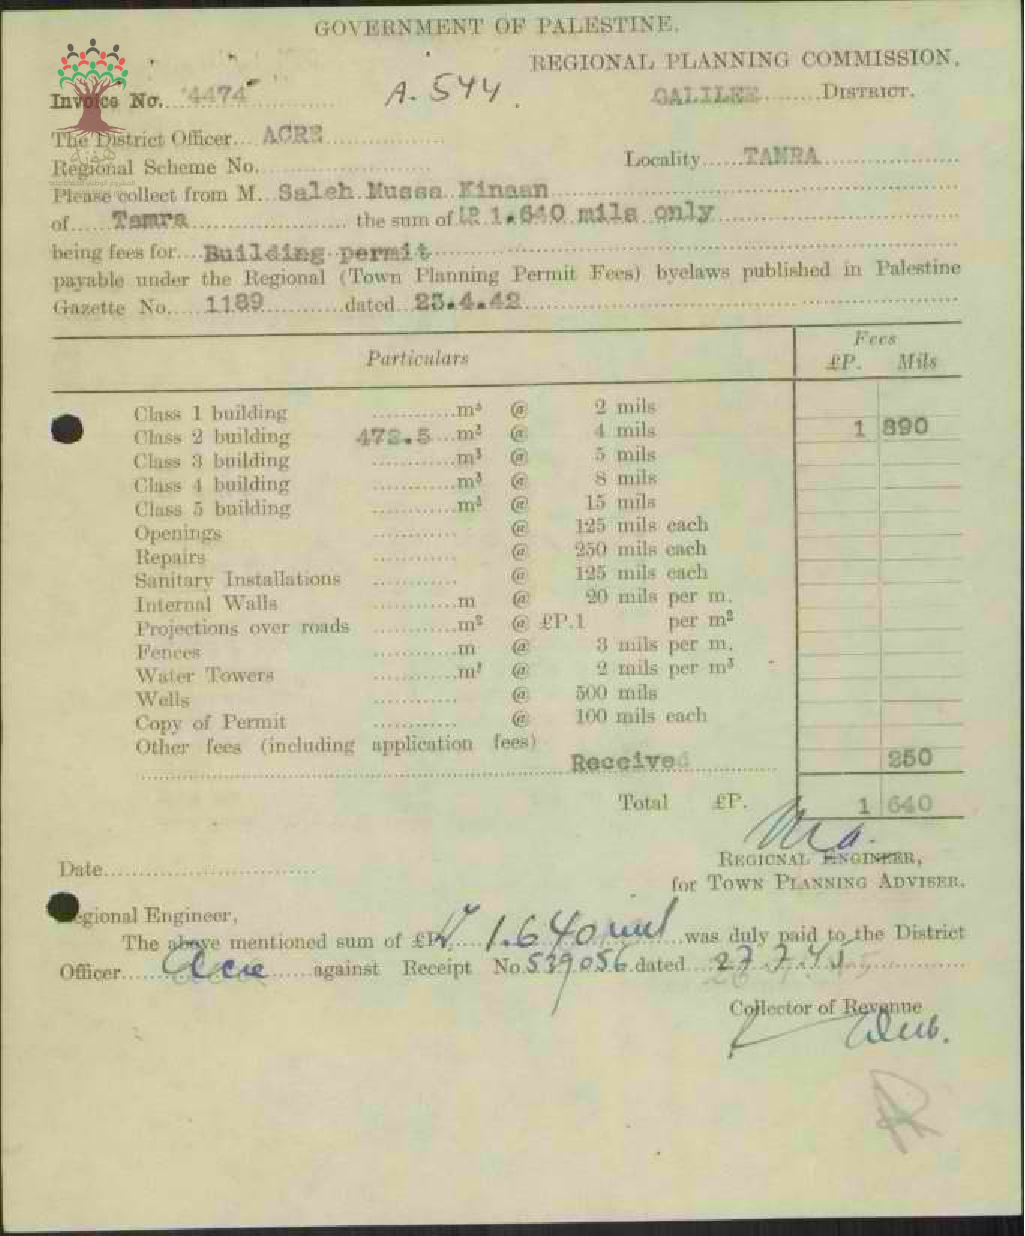 GOVERNMENT OF PALESTINE.
REGIONAL PLANNING COMMISSION.
Invoice No. 4474 A. 544. GALILEE DISTRICT.
The District Officer... ACRE
Regional Scheme No. Locality TAMRA
Please collect from M. Saleh Mussa Kinaan
of Tamra the sum of LP. 1.640 mils only
being fees for Building permit
payable under the Regional (Town Planning Permit Fees) byelaws published in Palestine
Gazette No. 1189 dated 23.4.42
Particulars Fees
£P. Mils
Class 1 building m³ @ 2 mils
Class 2 building 472.5 m³ @ 4 mils 1 890
Class 3 building m³ @ 5 mils
Class 4 building m³ @ 8 mils
Class 5 building m³ @ 15 mils
Openings @ 125 mils each
Repairs @ 250 mils each
Sanitary Installations @ 125 mils each
Internal Walls m @ 20 mils per m.
Projections over roads m² @ £P.1 per m²
Fences m @ 3 mils per m.
Water Towers m³ @ 2 mils per m³
Wells @ 500 mils
Copy of Permit @ 100 mils each
Other fees (including application fees)
Received 250
Total £P. 1 640
REGIONAL ENGINEER,
Date for TOWN PLANNING ADVISER.
Regional Engineer,
The above mentioned sum of £P. 1.640 mil was duly paid to the District
Officer Acre against Receipt No. 539056 dated 27.7.45
Collector of Revenue